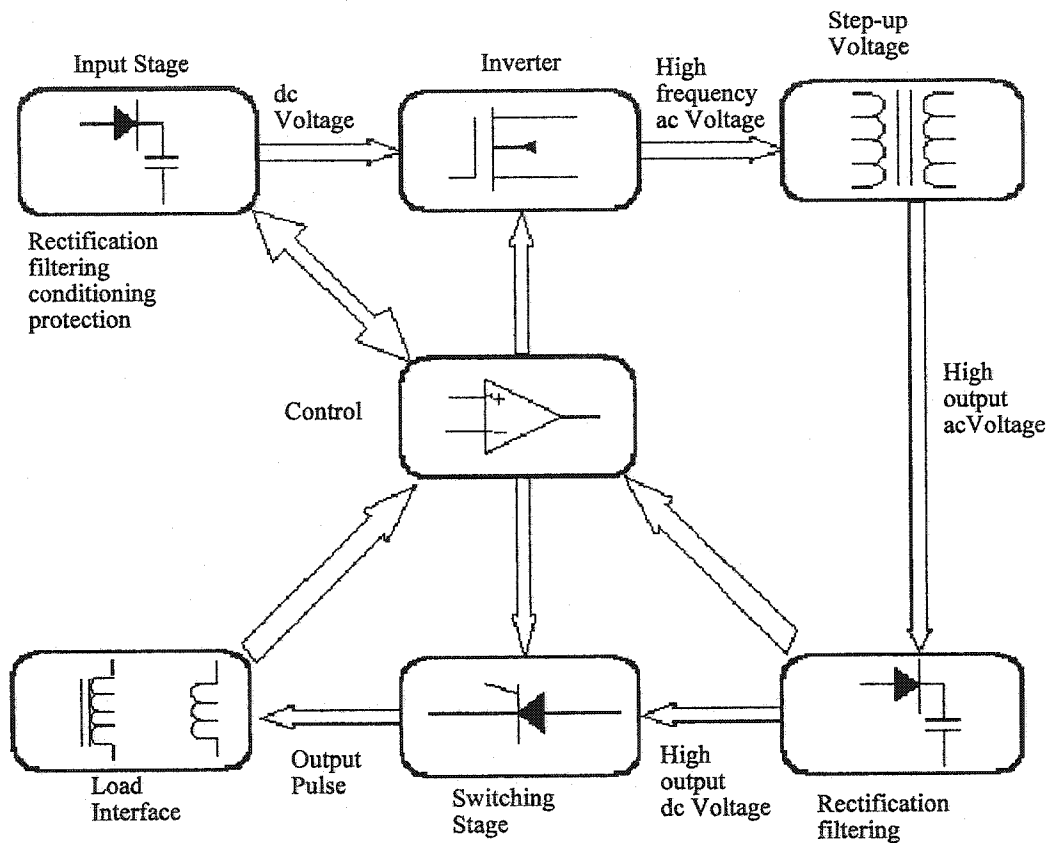 Step-up
Voltage
Input Stage
Inverter
High
frequency
ac Voltage
dc
Voltage
Rectification
filtering
conditioning
protection
Control
+
−
High
output
acVoltage
Load
Interface
Output
Pulse
Switching
Stage
High
output
dc Voltage
Rectification
filtering